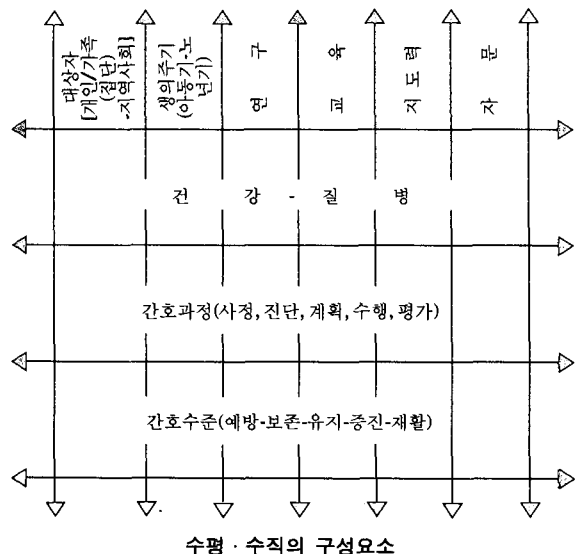 대상자
[개인/가족
(집단)
-지역사회]
생의주기
(아동기-노
년기)
연 구
교 육
지 도 력
자 문
건 강 - 질 병
간호과정(사정, 진단, 계획, 수행, 평가)
간호수준(예방-보존-유지-증진-재활)
수평 · 수직의 구성요소